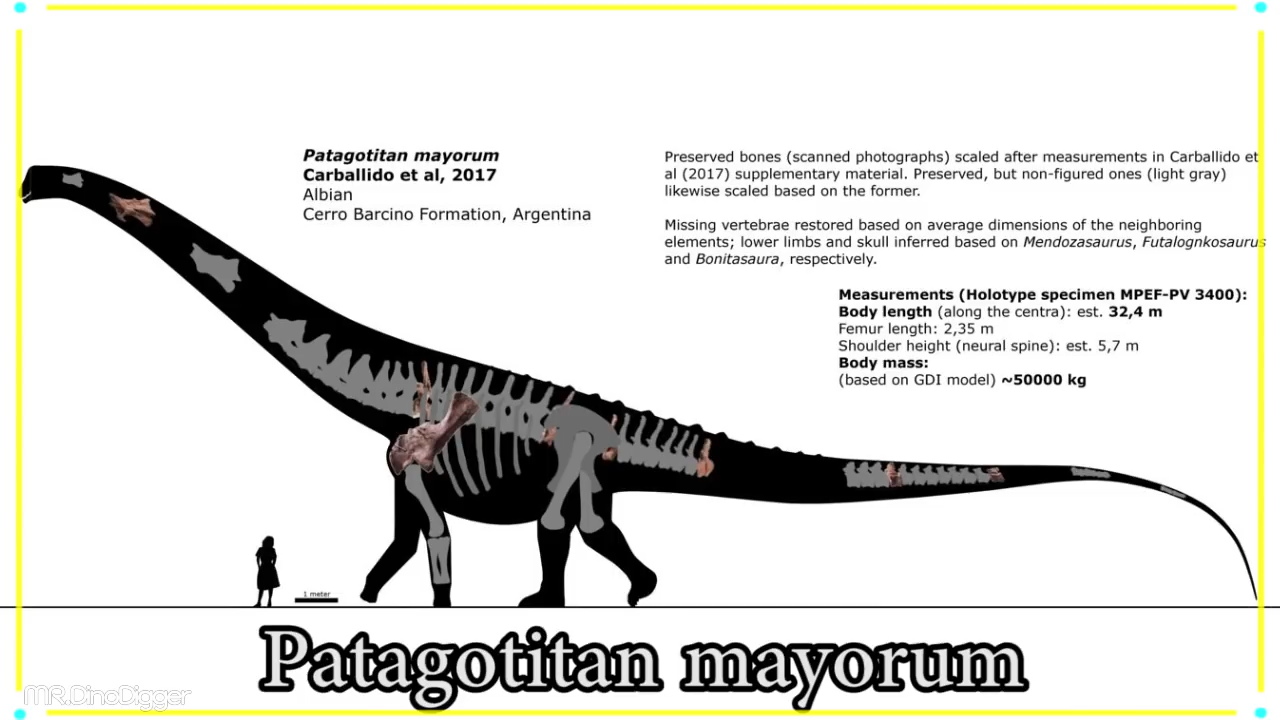 Patagotitan mayorum
Carballido et al, 2017
Albian
Cerro Barcino Formation, Argentina
Preserved bones (scanned photographs) scaled after measurements in Carballido et
al (2017) supplementary material. Preserved, but non-figured ones (light gray)
likewise scaled based on the former.
Missing vertebrae restored based on average dimensions of the neighboring
elements; lower limbs and skull inferred based on Mendozasaurus, Futalognkosaurus
and Bonitasaura, respectively.
Measurements (Holotype specimen MPEF-PV 3400):
Body length (along the centra): est. 32,4 m
Femur length: 2,35 m
Shoulder height (neural spine): est. 5,7 m
Body mass:
(based on GDI model) ~50000 kg
1 meter
Patagotitan mayorum
MR.DinoDigger